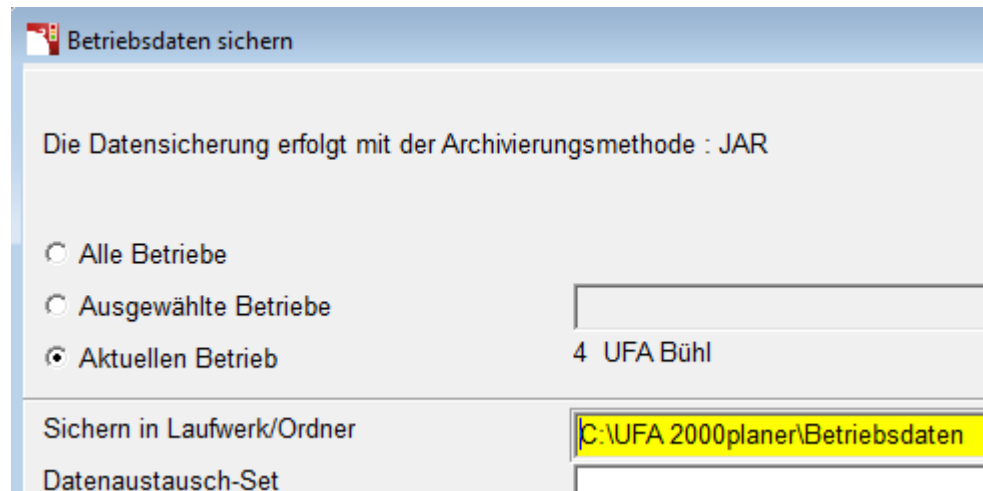 Betriebsdaten sichern
Die Datensicherung erfolgt mit der Archivierungsmethode : JAR
Alle Betriebe
Ausgewählte Betriebe
Aktuellen Betrieb 4 UFA Bühl
Sichern in Laufwerk/Ordner C:\UFA 2000planer\Betriebsdaten
Datenaustausch-Set